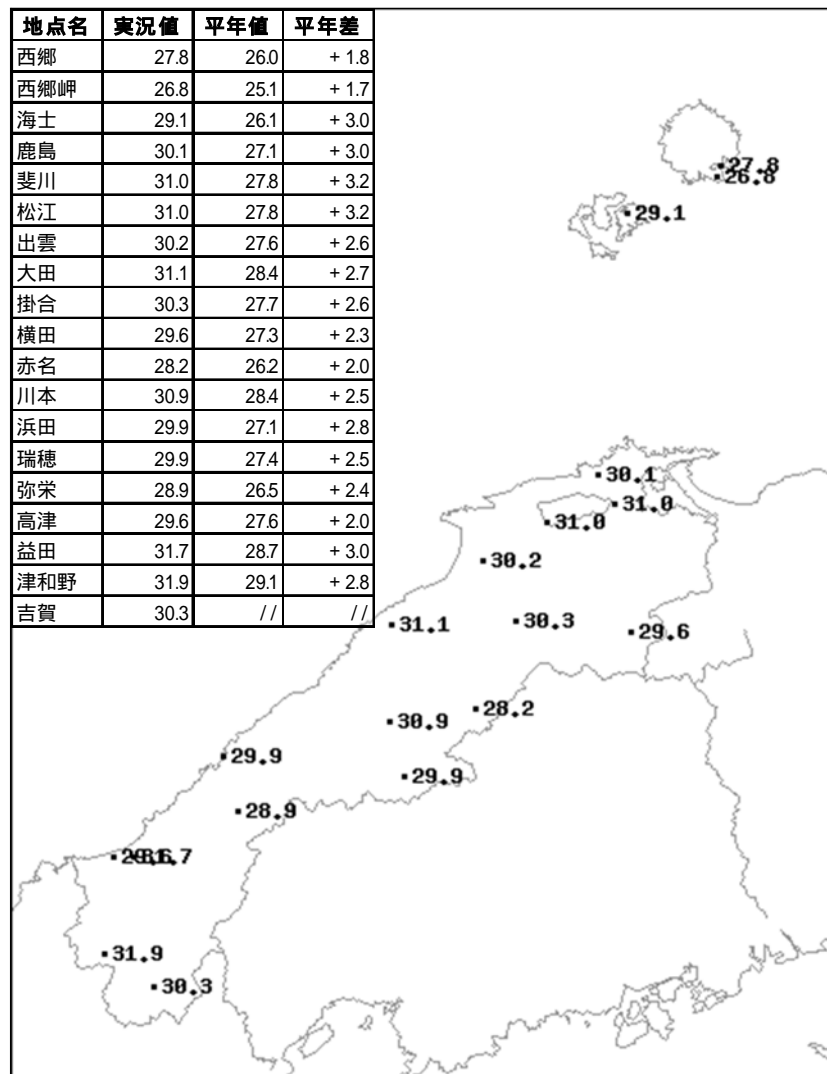 地点名 実況値 平年値 平年差
西郷 27.8 26.0 + 1.8
西郷岬 26.8 25.1 + 1.7
海士 29.1 26.1 + 3.0
鹿島 30.1 27.1 + 3.0
斐川 31.0 27.8 + 3.2
松江 31.0 27.8 + 3.2
出雲 30.2 27.6 + 2.6
大田 31.1 28.4 + 2.7
掛合 30.3 27.7 + 2.6
横田 29.6 27.3 + 2.3
赤名 28.2 26.2 + 2.0
川本 30.9 28.4 + 2.5
浜田 29.9 27.1 + 2.8
瑞穂 29.9 27.4 + 2.5
弥栄 28.9 26.5 + 2.4
高津 29.6 27.6 + 2.0
益田 31.7 28.7 + 3.0
津和野 31.9 29.1 + 2.8
吉賀 30.3 // //
27.8
26.8
29.1
30.1
31.0
31.0
30.2
30.3
31.1
29.6
28.2
30.9
29.9
29.9
28.9
31.9
30.3